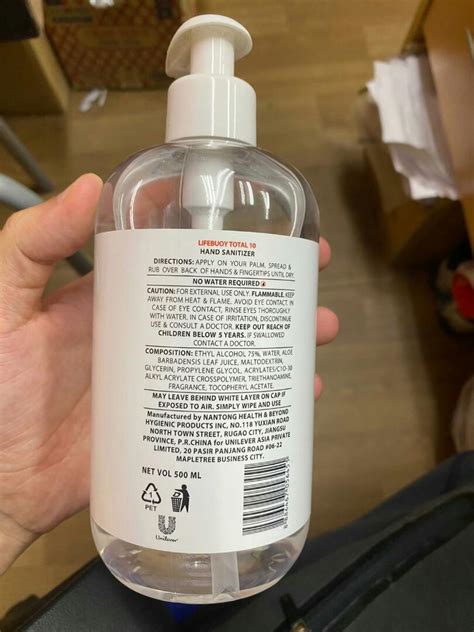 LIFEBUOY TOTAL 10
HAND SANITIZER
DIRECTIONS: APPLY ON YOUR PALM, SPREAD &
RUB OVER BACK OF HANDS & FINGERTIPS UNTIL DRY.
NO WATER REQUIRED
CAUTION: FOR EXTERNAL USE ONLY. FLAMMABLE. KEEP
AWAY FROM HEAT & FLAME. AVOID EYE CONTACT. IN
CASE OF EYE CONTACT, RINSE EYES THOROUGHLY
WITH WATER. IN CASE OF IRRITATION, DISCONTINUE
USE & CONSULT A DOCTOR. KEEP OUT REACH OF
CHILDREN BELOW 5 YEARS. IF SWALLOWED
CONTACT A DOCTOR.
COMPOSITION: ETHYL ALCOHOL 75%, WATER, ALOE
BARBADENSIS LEAF JUICE, MALTODEXTRIN,
GLYCERIN, PROPYLENE GLYCOL, ACRYLATES/C10-30
ALKYL ACRYLATE CROSSPOLYMER, TRIETHANOAMINE,
FRAGRANCE, TOCOPHERYL ACETATE.
MAY LEAVE BEHIND WHITE LAYER ON CAP IF
EXPOSED TO AIR. SIMPLY WIPE AND USE
Manufactured by NANTONG HEALTH & BEYOND
HYGIENIC PRODUCTS INC, NO.118 YUXIAN ROAD
NORTH TOWN STREET, RUGAO CITY, JIANGSU
PROVINCE, P.R.CHINA for UNILEVER ASIA PRIVATE
LIMITED, 20 PASIR PANJANG ROAD #06-22
MAPLETREE BUSINESS CITY.
NET VOL 500 ML
1
PET
Unilever